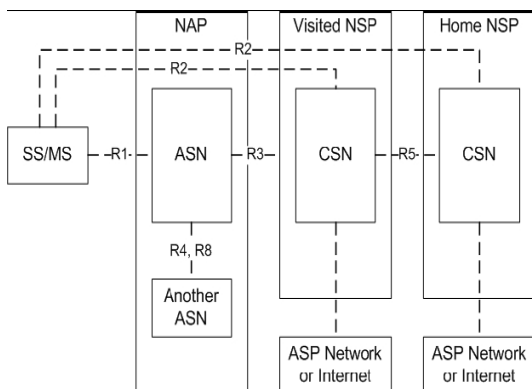 NAP
Visited NSP
Home NSP
R2
R2
SS/MS
R1
ASN
R3
CSN
R5
CSN
R4, R8
Another
ASN
ASP Network
or Internet
ASP Network
or Internet